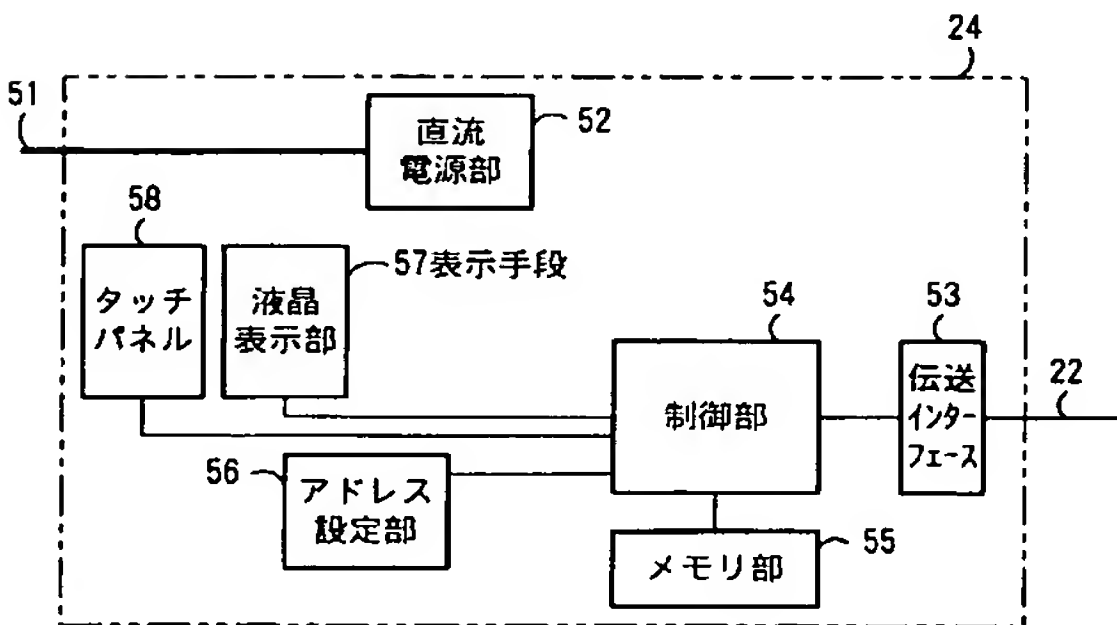 24
51
直流
電源部
52
58
タッチ
パネル
液晶
表示部
57表示手段
54
制御部
53
伝送
インター
フェース
22
56
アドレス
設定部
メモリ部
55